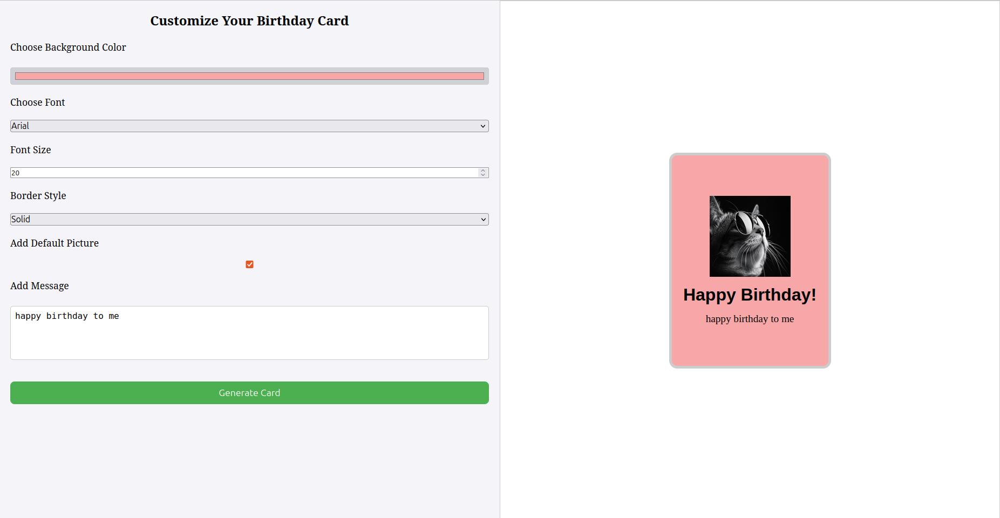 Customize Your Birthday Card
Choose Background Color
Choose Font
Arial
Font Size
20
Border Style
Solid
Add Default Picture
Add Message
happy birthday to me
Generate Card
Happy Birthday!
happy birthday to me